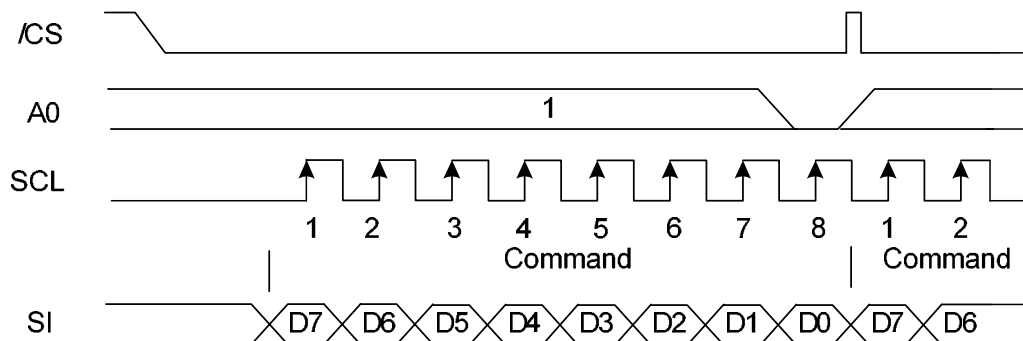 /CS
A0
1
SCL
1 2 3 4 5 6 7 8 1 2
Command Command
SI
D7 D6 D5 D4 D3 D2 D1 D0 D7 D6